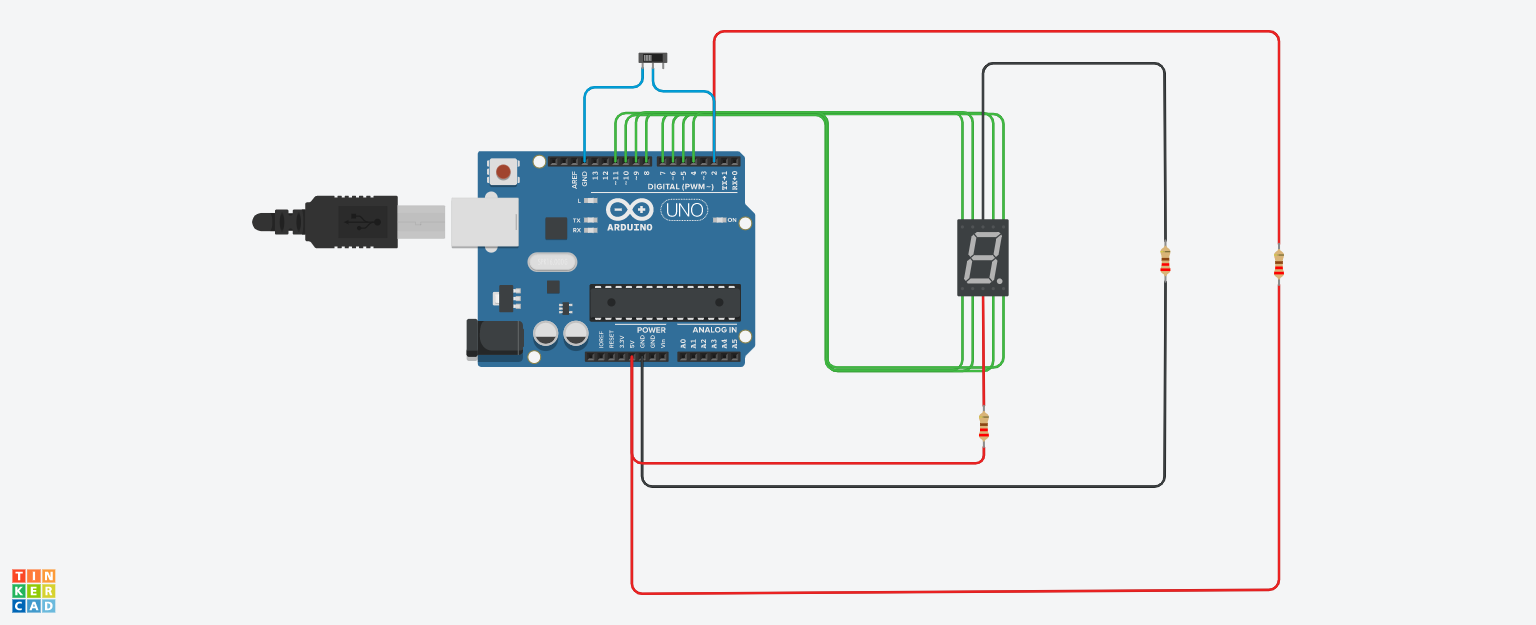 AREF
GND
13
12
~11
~10
~9
8
7
~6
~5
4
~3
2
TX→1
RX←0
DIGITAL (PWM~)
L
TX
RX
ARDUINO
UNO
ON
IOREF
RESET
3.3V
5V
GND
GND
Vin
POWER
ANALOG IN
A0
A1
A2
A3
A4
A5
TIN
KER
CAD